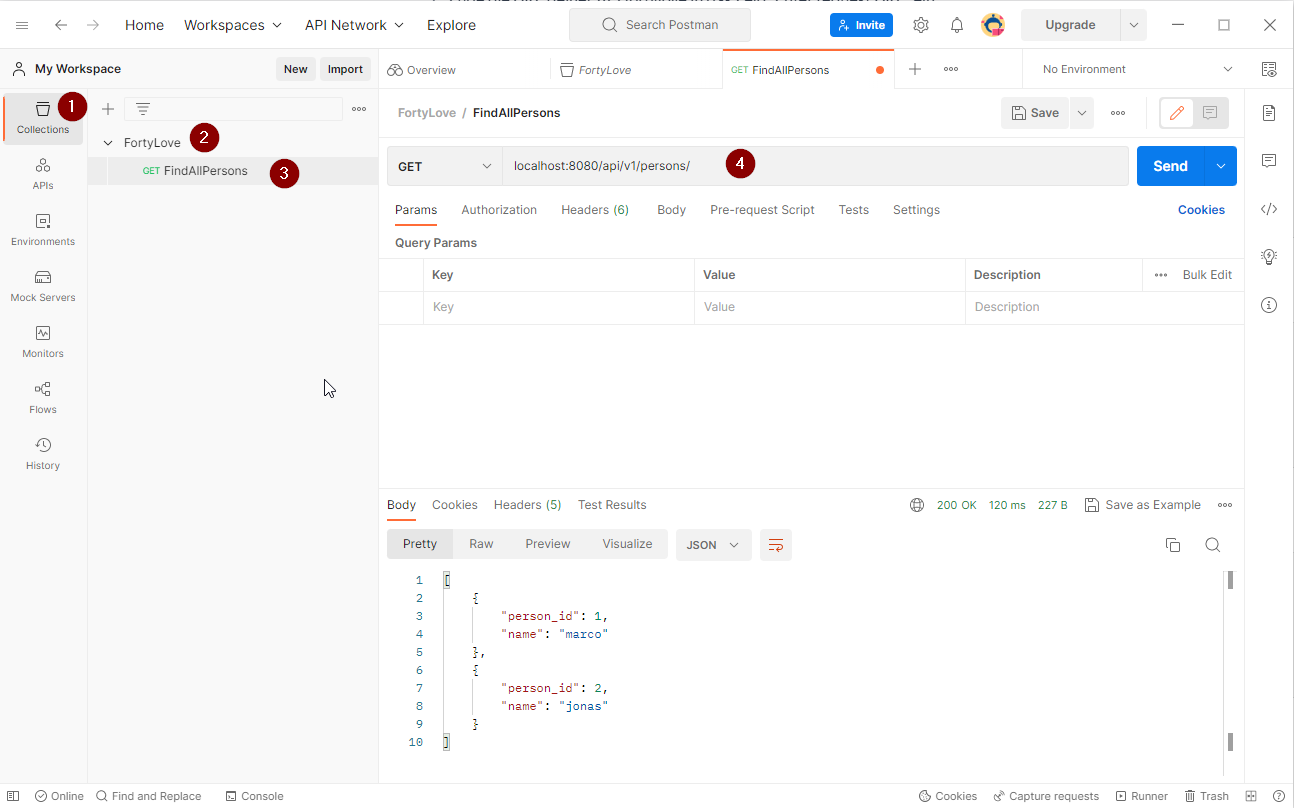 Home Workspaces API Network Explore Search Postman Invite Upgrade
My Workspace New Import Overview FortyLove GET FindAllPersons No Environment
1
Collections
2
FortyLove
3
GET FindAllPersons
APIs
Environments
Mock Servers
Monitors
Flows
History
FortyLove / FindAllPersons Save
GET localhost:8080/api/v1/persons/ 4 Send
Params Authorization Headers (6) Body Pre-request Script Tests Settings Cookies
Query Params
Key Value Description Bulk Edit
Key Value Description
Body Cookies Headers (5) Test Results 200 OK 120 ms 227 B Save as Example
Pretty Raw Preview Visualize JSON
1 [
2 {
3 "person_id": 1,
4 "name": "marco"
5 },
6 {
7 "person_id": 2,
8 "name": "jonas"
9 }
10 ]
Online Find and Replace Console Cookies Capture requests Runner Trash